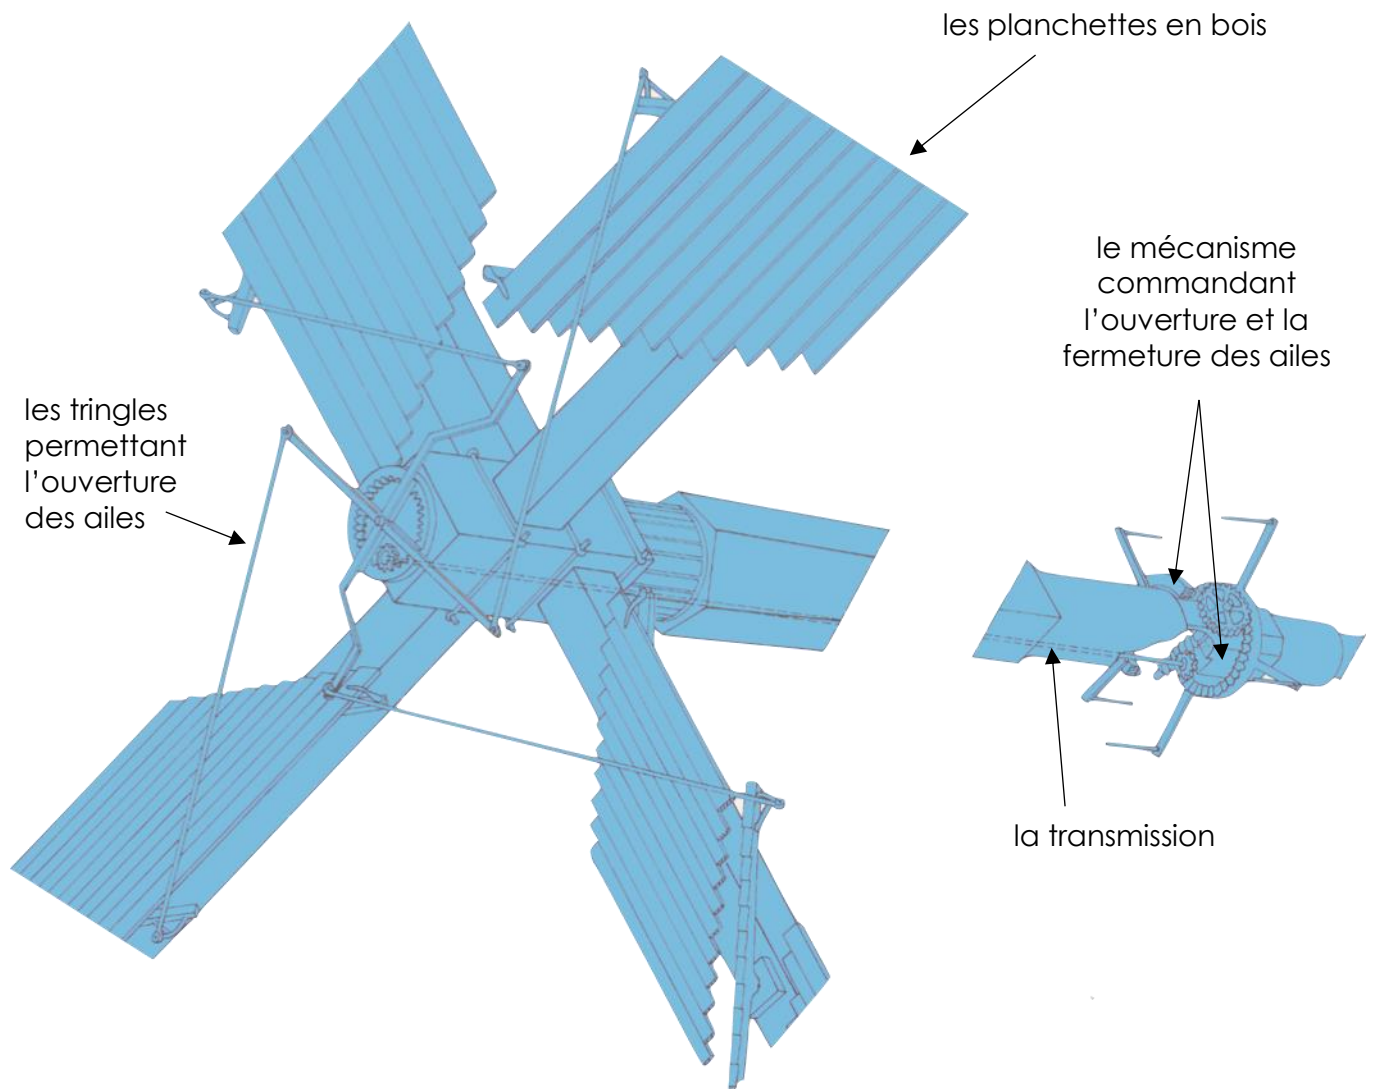 les planchettes en bois
le mécanisme
commandant
l’ouverture et la
fermeture des ailes
les tringles
permettant
l’ouverture
des ailes
la transmission